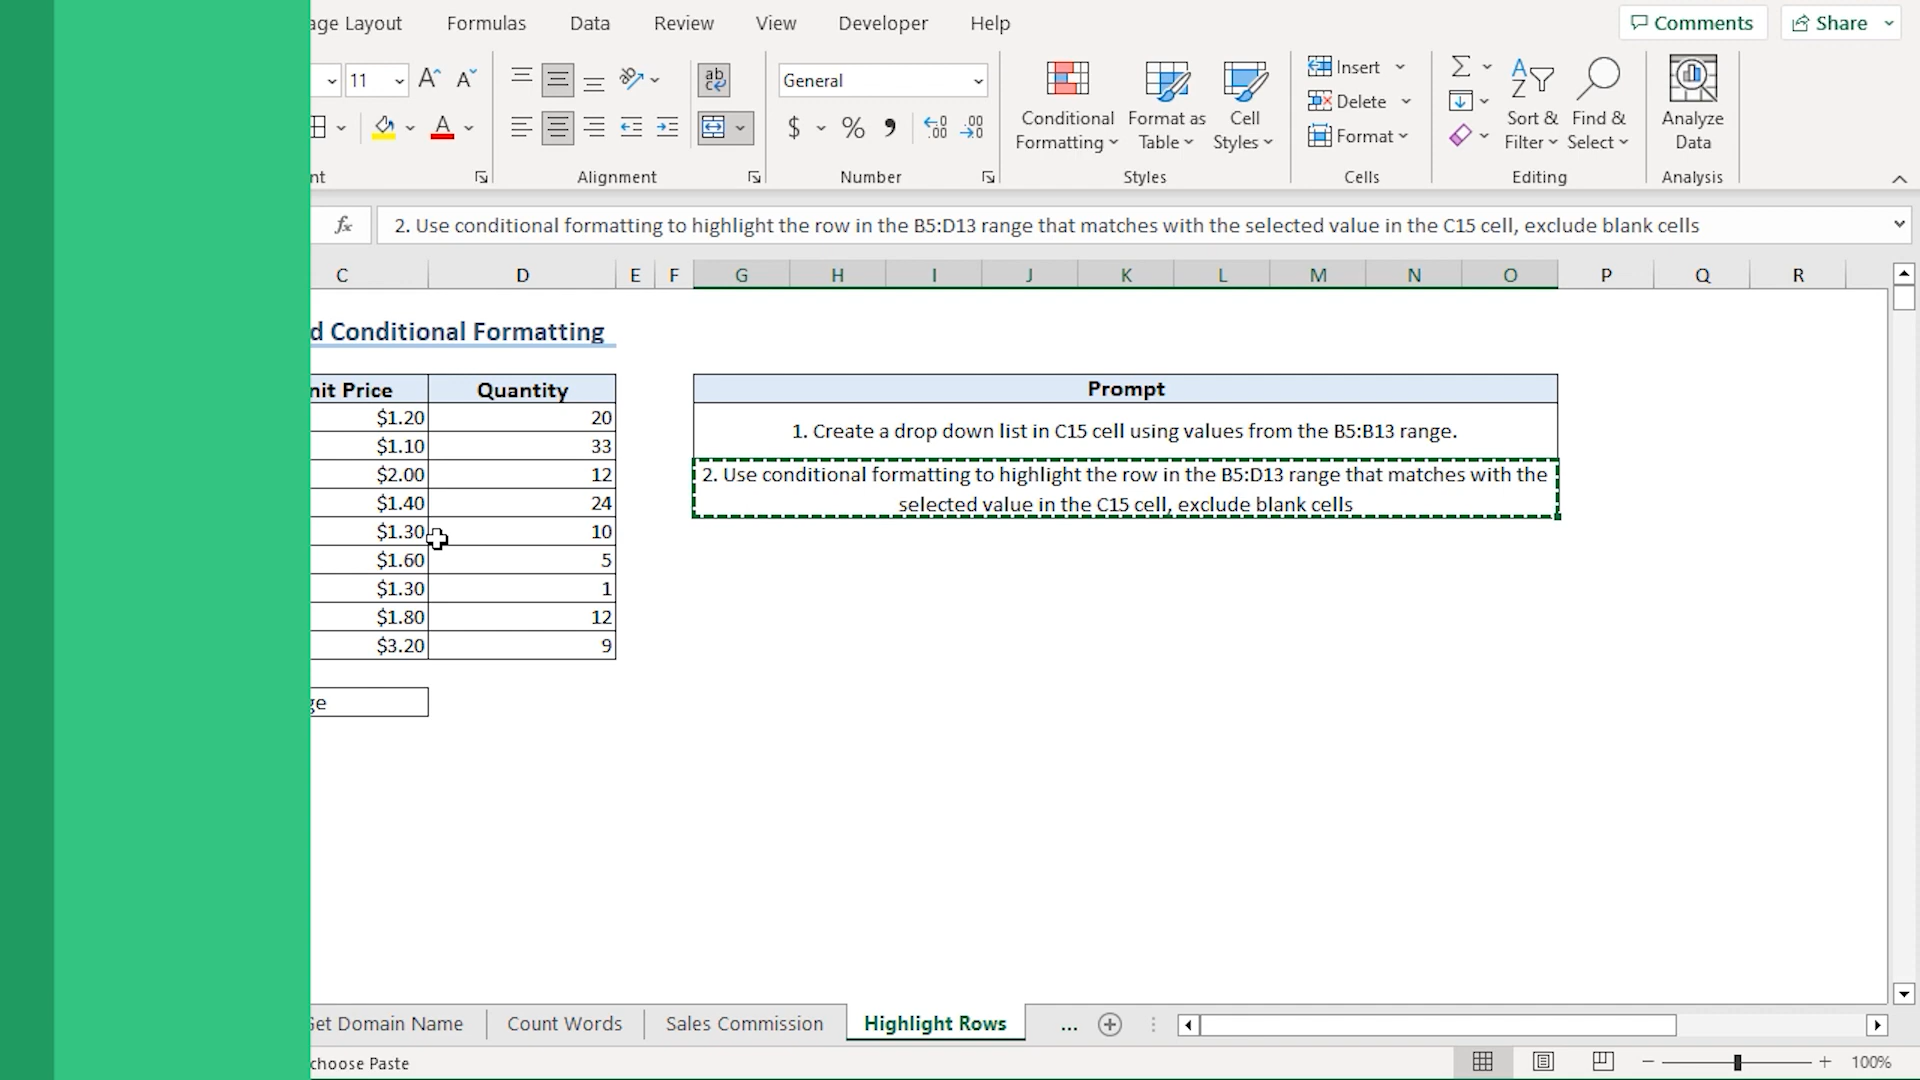 age Layout Formulas Data Review View Developer Help Comments Share
11 General Insert
Delete
Format
Conditional Formatting Format as Table Cell Styles Sort & Filter Find & Select Analyze Data
nt Alignment Number Styles Cells Editing Analysis
fx 2. Use conditional formatting to highlight the row in the B5:D13 range that matches with the selected value in the C15 cell, exclude blank cells
C D E F G H I J K L M N O P Q R
d Conditional Formatting
nit Price Quantity Prompt
$1.20 20
$1.10 33
1. Create a drop down list in C15 cell using values from the B5:B13 range.
$2.00 12
2. Use conditional formatting to highlight the row in the B5:D13 range that matches with the
$1.40 24
selected value in the C15 cell, exclude blank cells
$1.30 10
$1.60 5
$1.30 1
$1.80 12
$3.20 9
ge
Get Domain Name Count Words Sales Commission Highlight Rows ...
choose Paste 100%